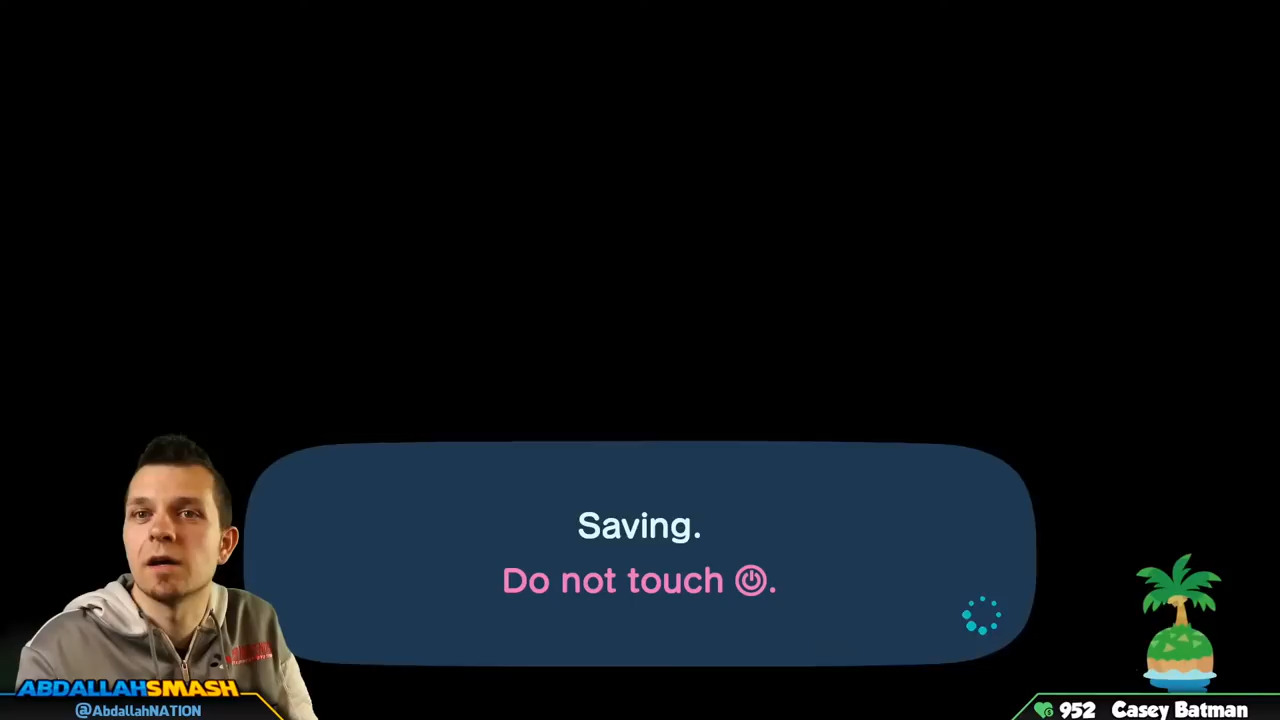 Saving.
Do not touch ⏻.
ABDALLAHSMASH
@AbdallahNATION
952 Casey Batman